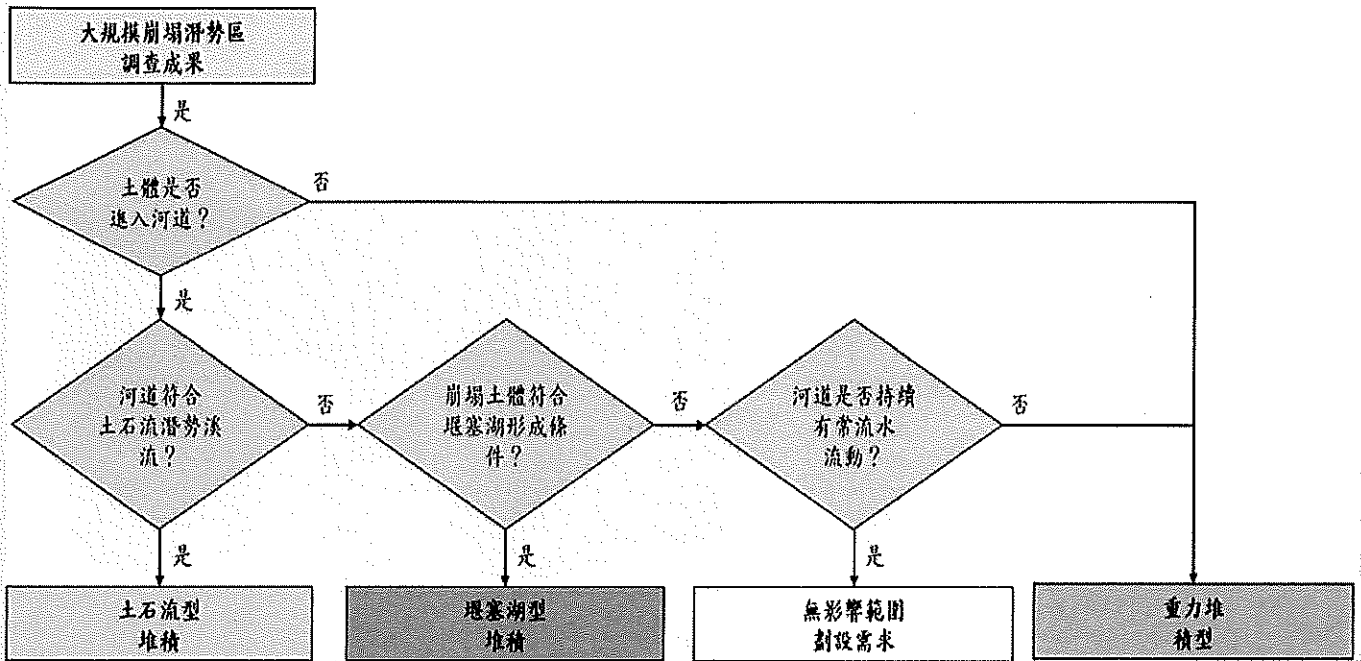 大規模崩塌潛勢區
調查成果
是
土體是否
進入河道？
否
是
河道符合
土石流潛勢溪
流？
否
崩塌土體符合
堰塞湖形成條
件？
否
河道是否持續
有常流水
流動？
否
是
是
是
土石流型
堆積
堰塞湖型
堆積
無影響範圍
劃設需求
重力堆
積型